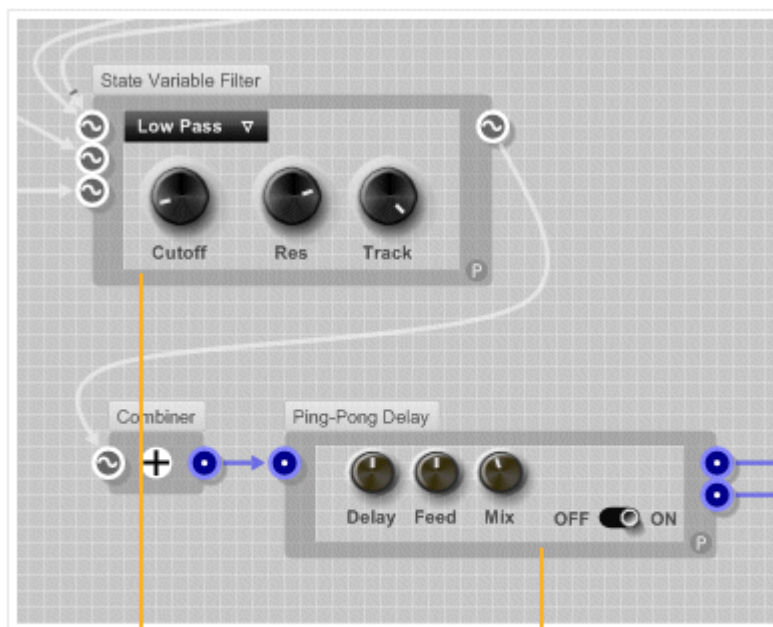 State Variable Filter
Low Pass
Cutoff Res Track
P
Combiner Ping-Pong Delay
Delay Feed Mix OFF ON
P